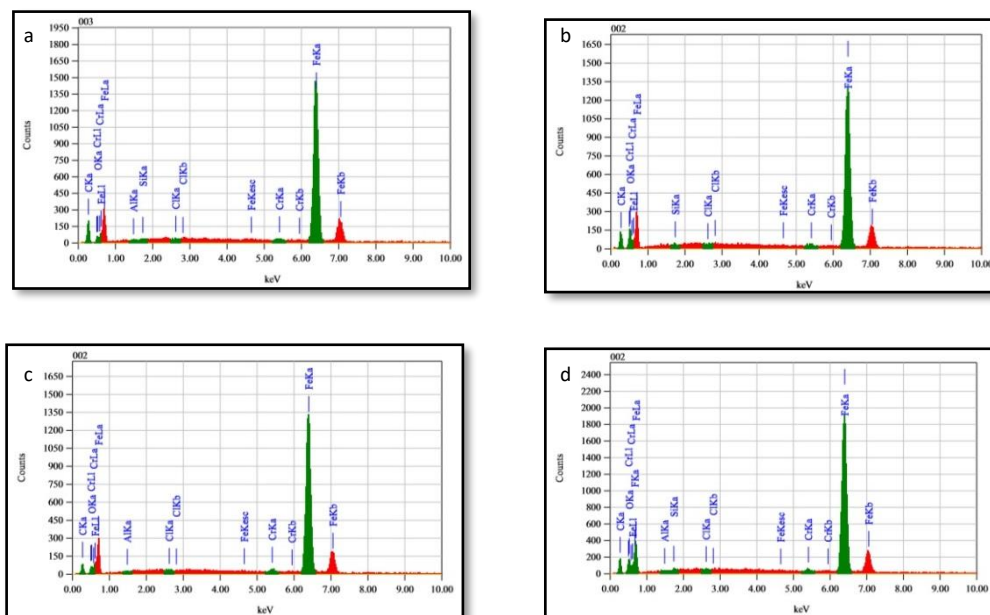 a
003
1950
1800
1650
1500
1350
1200
1050
900
750
600
450
300
150
0
Counts
CKa
OKa CrLl CrLa FeLa
FeLl
AlKa
SiKa
ClKa
ClKb
FeKesc
CrKa
CrKb
FeKa
FeKb
0.00 1.00 2.00 3.00 4.00 5.00 6.00 7.00 8.00 9.00 10.00
keV
b
002
1650
1500
1350
1200
1050
900
750
600
450
300
150
0
Counts
CKa
OKa CrLl CrLa FeLa
FeLl
SiKa
ClKa
ClKb
FeKesc
CrKa
CrKb
FeKa
FeKb
0.00 1.00 2.00 3.00 4.00 5.00 6.00 7.00 8.00 9.00 10.00
keV
c
002
1650
1500
1350
1200
1050
900
750
600
450
300
150
0
Counts
CKa
OKa CrLl CrLa FeLa
FeLl
AlKa
ClKa
ClKb
FeKesc
CrKa
CrKb
FeKa
FeKb
0.00 1.00 2.00 3.00 4.00 5.00 6.00 7.00 8.00 9.00 10.00
keV
d
002
2400
2200
2000
1800
1600
1400
1200
1000
800
600
400
200
0
Counts
CKa
OKa CrLl
FKa CrLa FeLa
FeLl
AlKa
SiKa
ClKa
ClKb
FeKesc
CrKa
CrKb
FeKa
FeKb
0.00 1.00 2.00 3.00 4.00 5.00 6.00 7.00 8.00 9.00 10.00
keV